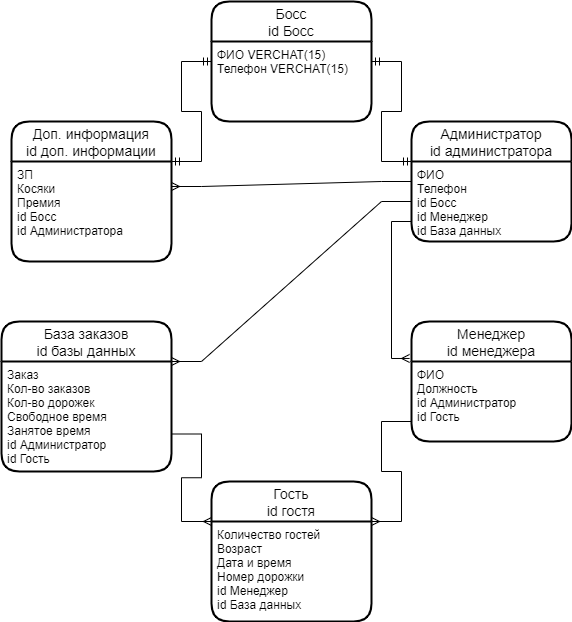 Босс
id Босс
ФИО VERCHAT(15)
Телефон VERCHAT(15)
Доп. информация
id доп. информации
ЗП
Косяки
Премия
id Босс
id Администратора
Администратор
id администратора
ФИО
Телефон
id Босс
id Менеджер
id База данных
База заказов
id базы данных
Заказ
Кол-во заказов
Кол-во дорожек
Свободное время
Занятое время
id Администратор
id Гость
Менеджер
id менеджера
ФИО
Должность
id Администратор
id Гость
Гость
id гостя
Количество гостей
Возраст
Дата и время
Номер дорожки
id Менеджер
id База данных